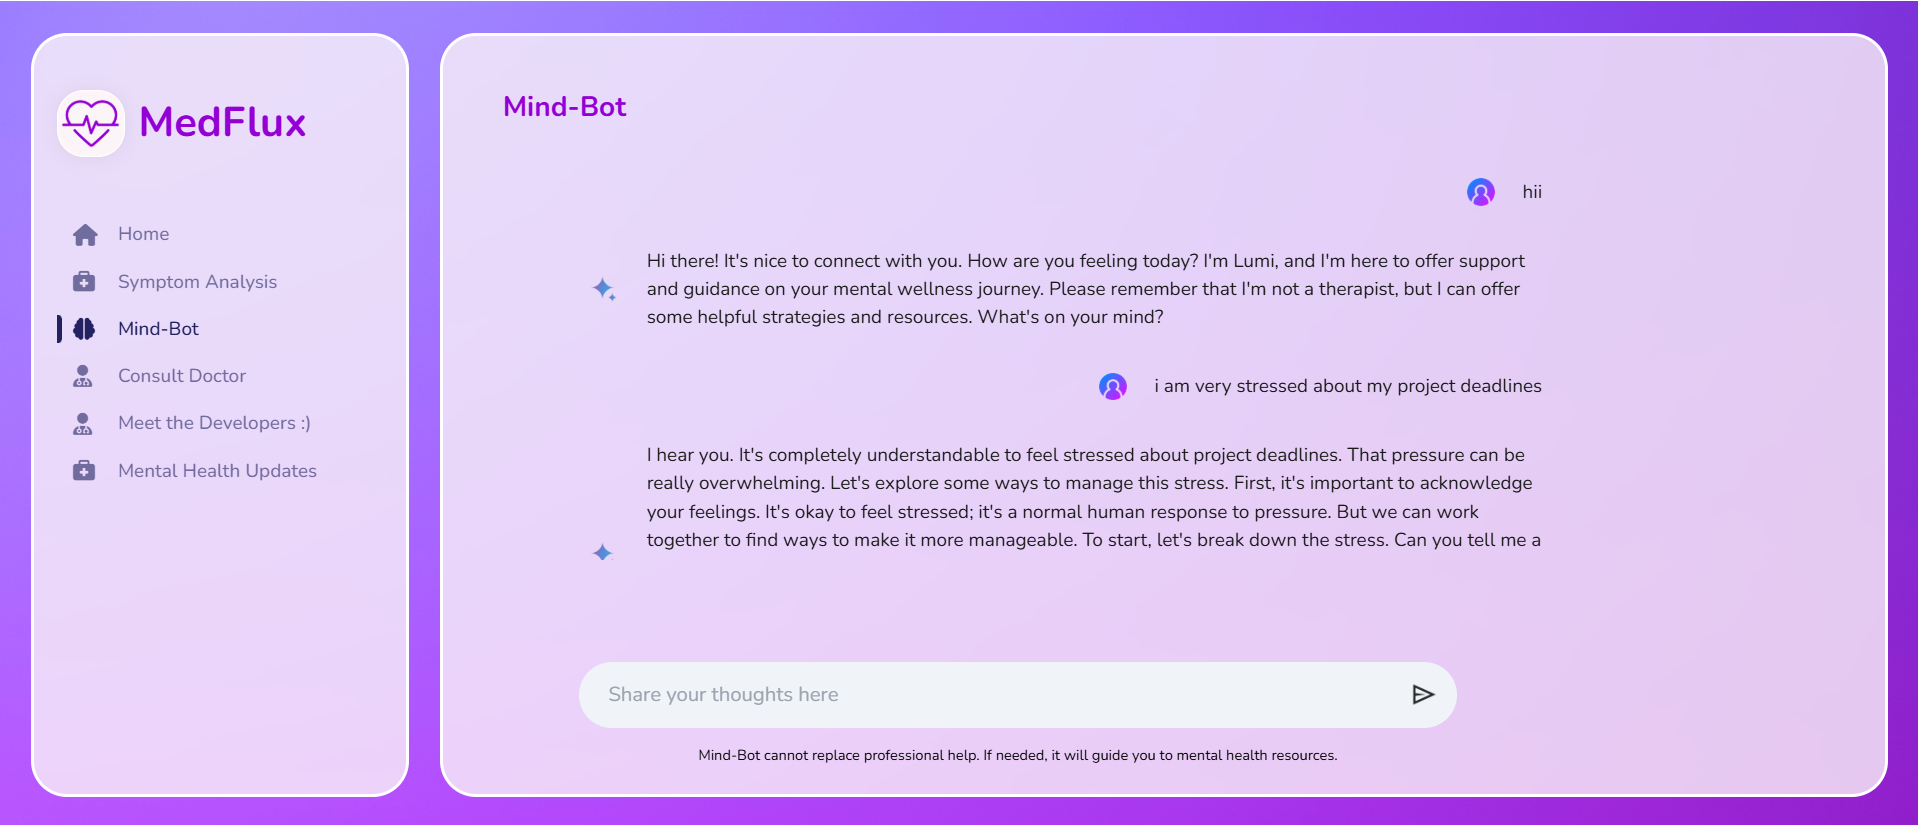 MedFlux
Home
Symptom Analysis
Mind-Bot
Consult Doctor
Meet the Developers :)
Mental Health Updates
Mind-Bot
hii
Hi there! It's nice to connect with you. How are you feeling today? I'm Lumi, and I'm here to offer support
and guidance on your mental wellness journey. Please remember that I'm not a therapist, but I can offer
some helpful strategies and resources. What's on your mind?
i am very stressed about my project deadlines
I hear you. It's completely understandable to feel stressed about project deadlines. That pressure can be
really overwhelming. Let's explore some ways to manage this stress. First, it's important to acknowledge
your feelings. It's okay to feel stressed; it's a normal human response to pressure. But we can work
together to find ways to make it more manageable. To start, let's break down the stress. Can you tell me a
Share your thoughts here
Mind-Bot cannot replace professional help. If needed, it will guide you to mental health resources.